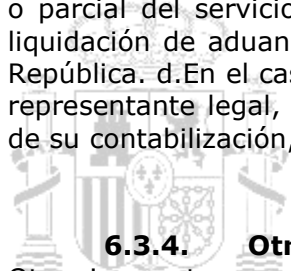 o parcial del servicio
liquidación de aduan
República. d.En el cas
representante legal,
de su contabilización,
6.3.4. Otr